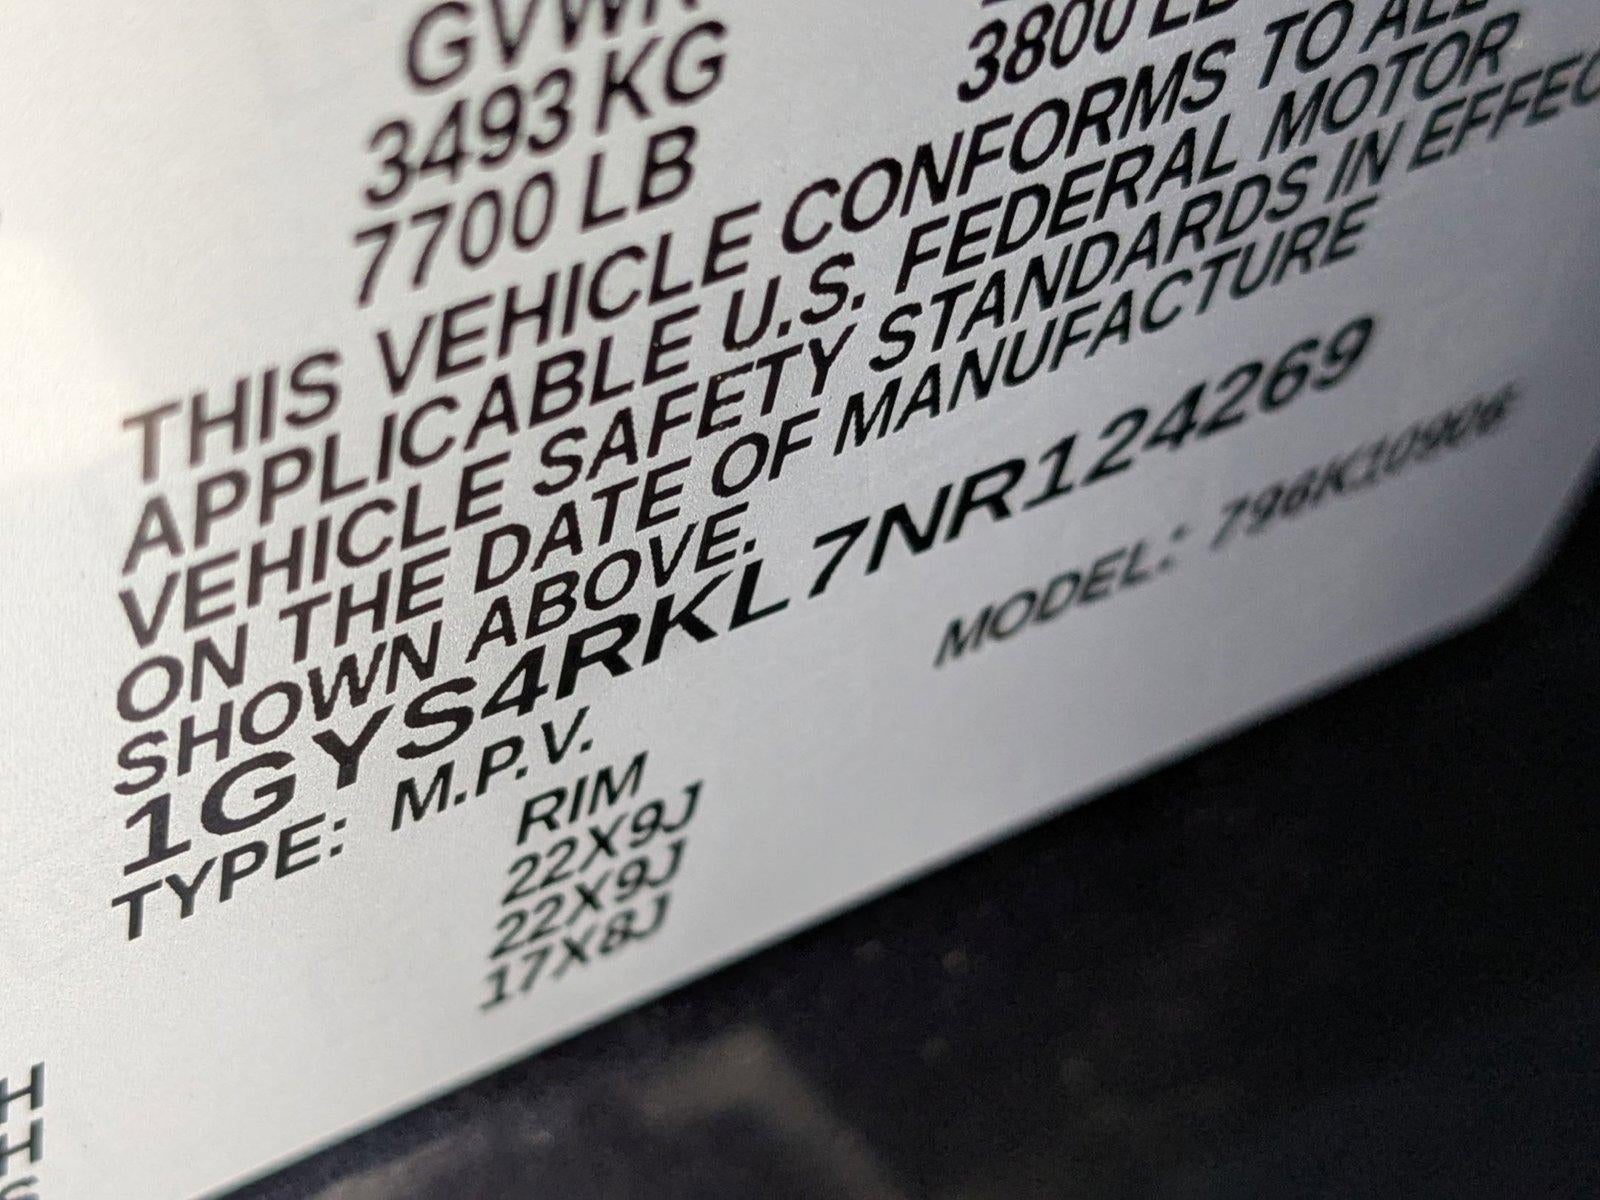 GVWR
3493 KG 3800 LB
7700 LB
THIS VEHICLE CONFORMS TO ALL
APPLICABLE U.S. FEDERAL MOTOR
VEHICLE SAFETY STANDARDS IN EFFEC
ON THE DATE OF MANUFACTURE
SHOWN ABOVE.
1GYS4RKL7NR124269
TYPE: M.P.V. MODEL:
RIM
22X9J
22X9J
17X8J
H
H